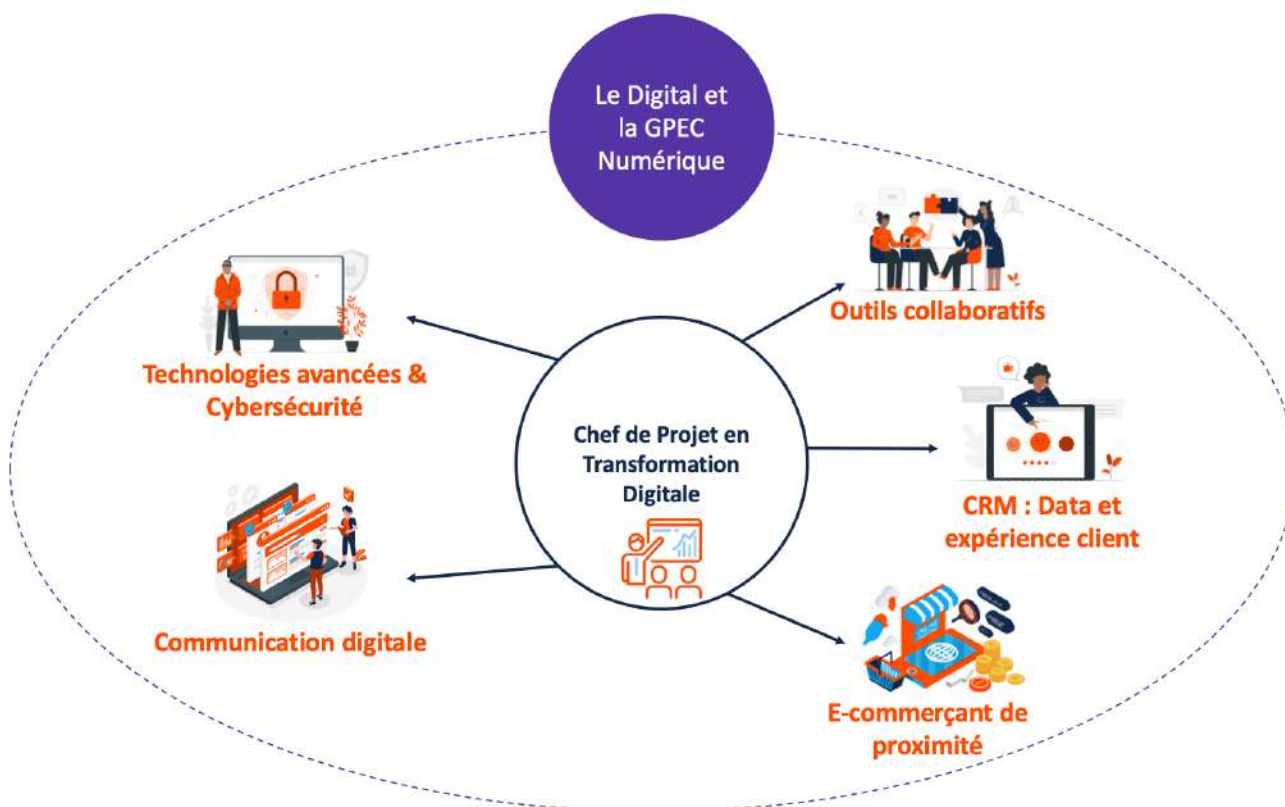 Le Digital et
la GPEC
Numérique
Outils collaboratifs
Technologies avancées &
Cybersécurité
Chef de Projet en
Transformation
Digitale
CRM : Data et
expérience client
Communication digitale
E-commerçant de
proximité